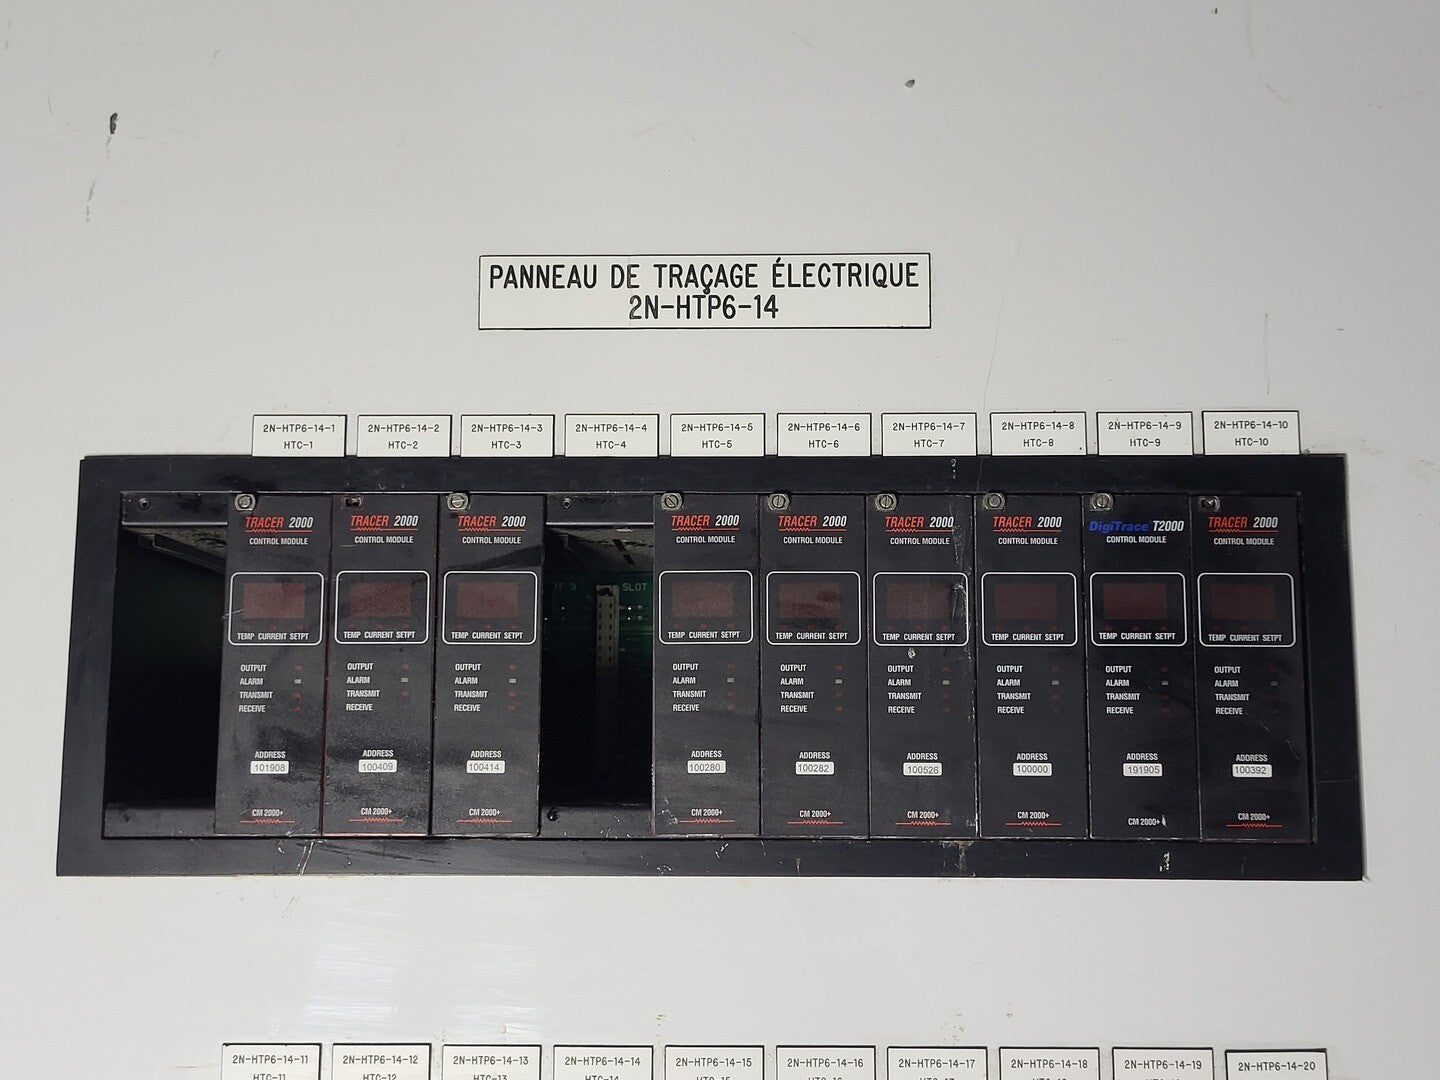 PANNEAU DE TRAÇAGE ÉLECTRIQUE
2N-HTP6-14
2N-HTP6-14-1
HTC-1
2N-HTP6-14-2
HTC-2
2N-HTP6-14-3
HTC-3
2N-HTP6-14-4
HTC-4
2N-HTP6-14-5
HTC-5
2N-HTP6-14-6
HTC-6
2N-HTP6-14-7
HTC-7
2N-HTP6-14-8
HTC-8
2N-HTP6-14-9
HTC-9
2N-HTP6-14-10
HTC-10
TRACER 2000
CONTROL MODULE
TEMP CURRENT SETPT
OUTPUT
ALARM
TRANSMIT
RECEIVE
ADDRESS
101908
CM 2000+
TRACER 2000
CONTROL MODULE
TEMP CURRENT SETPT
OUTPUT
ALARM
TRANSMIT
RECEIVE
ADDRESS
100409
CM 2000+
TRACER 2000
CONTROL MODULE
TEMP CURRENT SETPT
OUTPUT
ALARM
TRANSMIT
RECEIVE
ADDRESS
100414
CM 2000+
SLOT
TRACER 2000
CONTROL MODULE
TEMP CURRENT SETPT
OUTPUT
ALARM
TRANSMIT
RECEIVE
ADDRESS
100280
CM 2000+
TRACER 2000
CONTROL MODULE
TEMP CURRENT SETPT
OUTPUT
ALARM
TRANSMIT
RECEIVE
ADDRESS
100282
CM 2000+
TRACER 2000
CONTROL MODULE
TEMP CURRENT SETPT
OUTPUT
ALARM
TRANSMIT
RECEIVE
ADDRESS
100526
CM 2000+
TRACER 2000
CONTROL MODULE
TEMP CURRENT SETPT
OUTPUT
ALARM
TRANSMIT
RECEIVE
ADDRESS
100000
CM 2000+
DigiTrace T2000
CONTROL MODULE
TEMP CURRENT SETPT
OUTPUT
ALARM
TRANSMIT
RECEIVE
ADDRESS
191905
CM 2000+
TRACER 2000
CONTROL MODULE
TEMP CURRENT SETPT
OUTPUT
ALARM
TRANSMIT
RECEIVE
ADDRESS
100392
CM 2000+
2N-HTP6-14-11
HTC-11
2N-HTP6-14-12
HTC-12
2N-HTP6-14-13
HTC-13
2N-HTP6-14-14
2N-HTP6-14-15
2N-HTP6-14-16
2N-HTP6-14-17
2N-HTP6-14-18
2N-HTP6-14-19
2N-HTP6-14-20